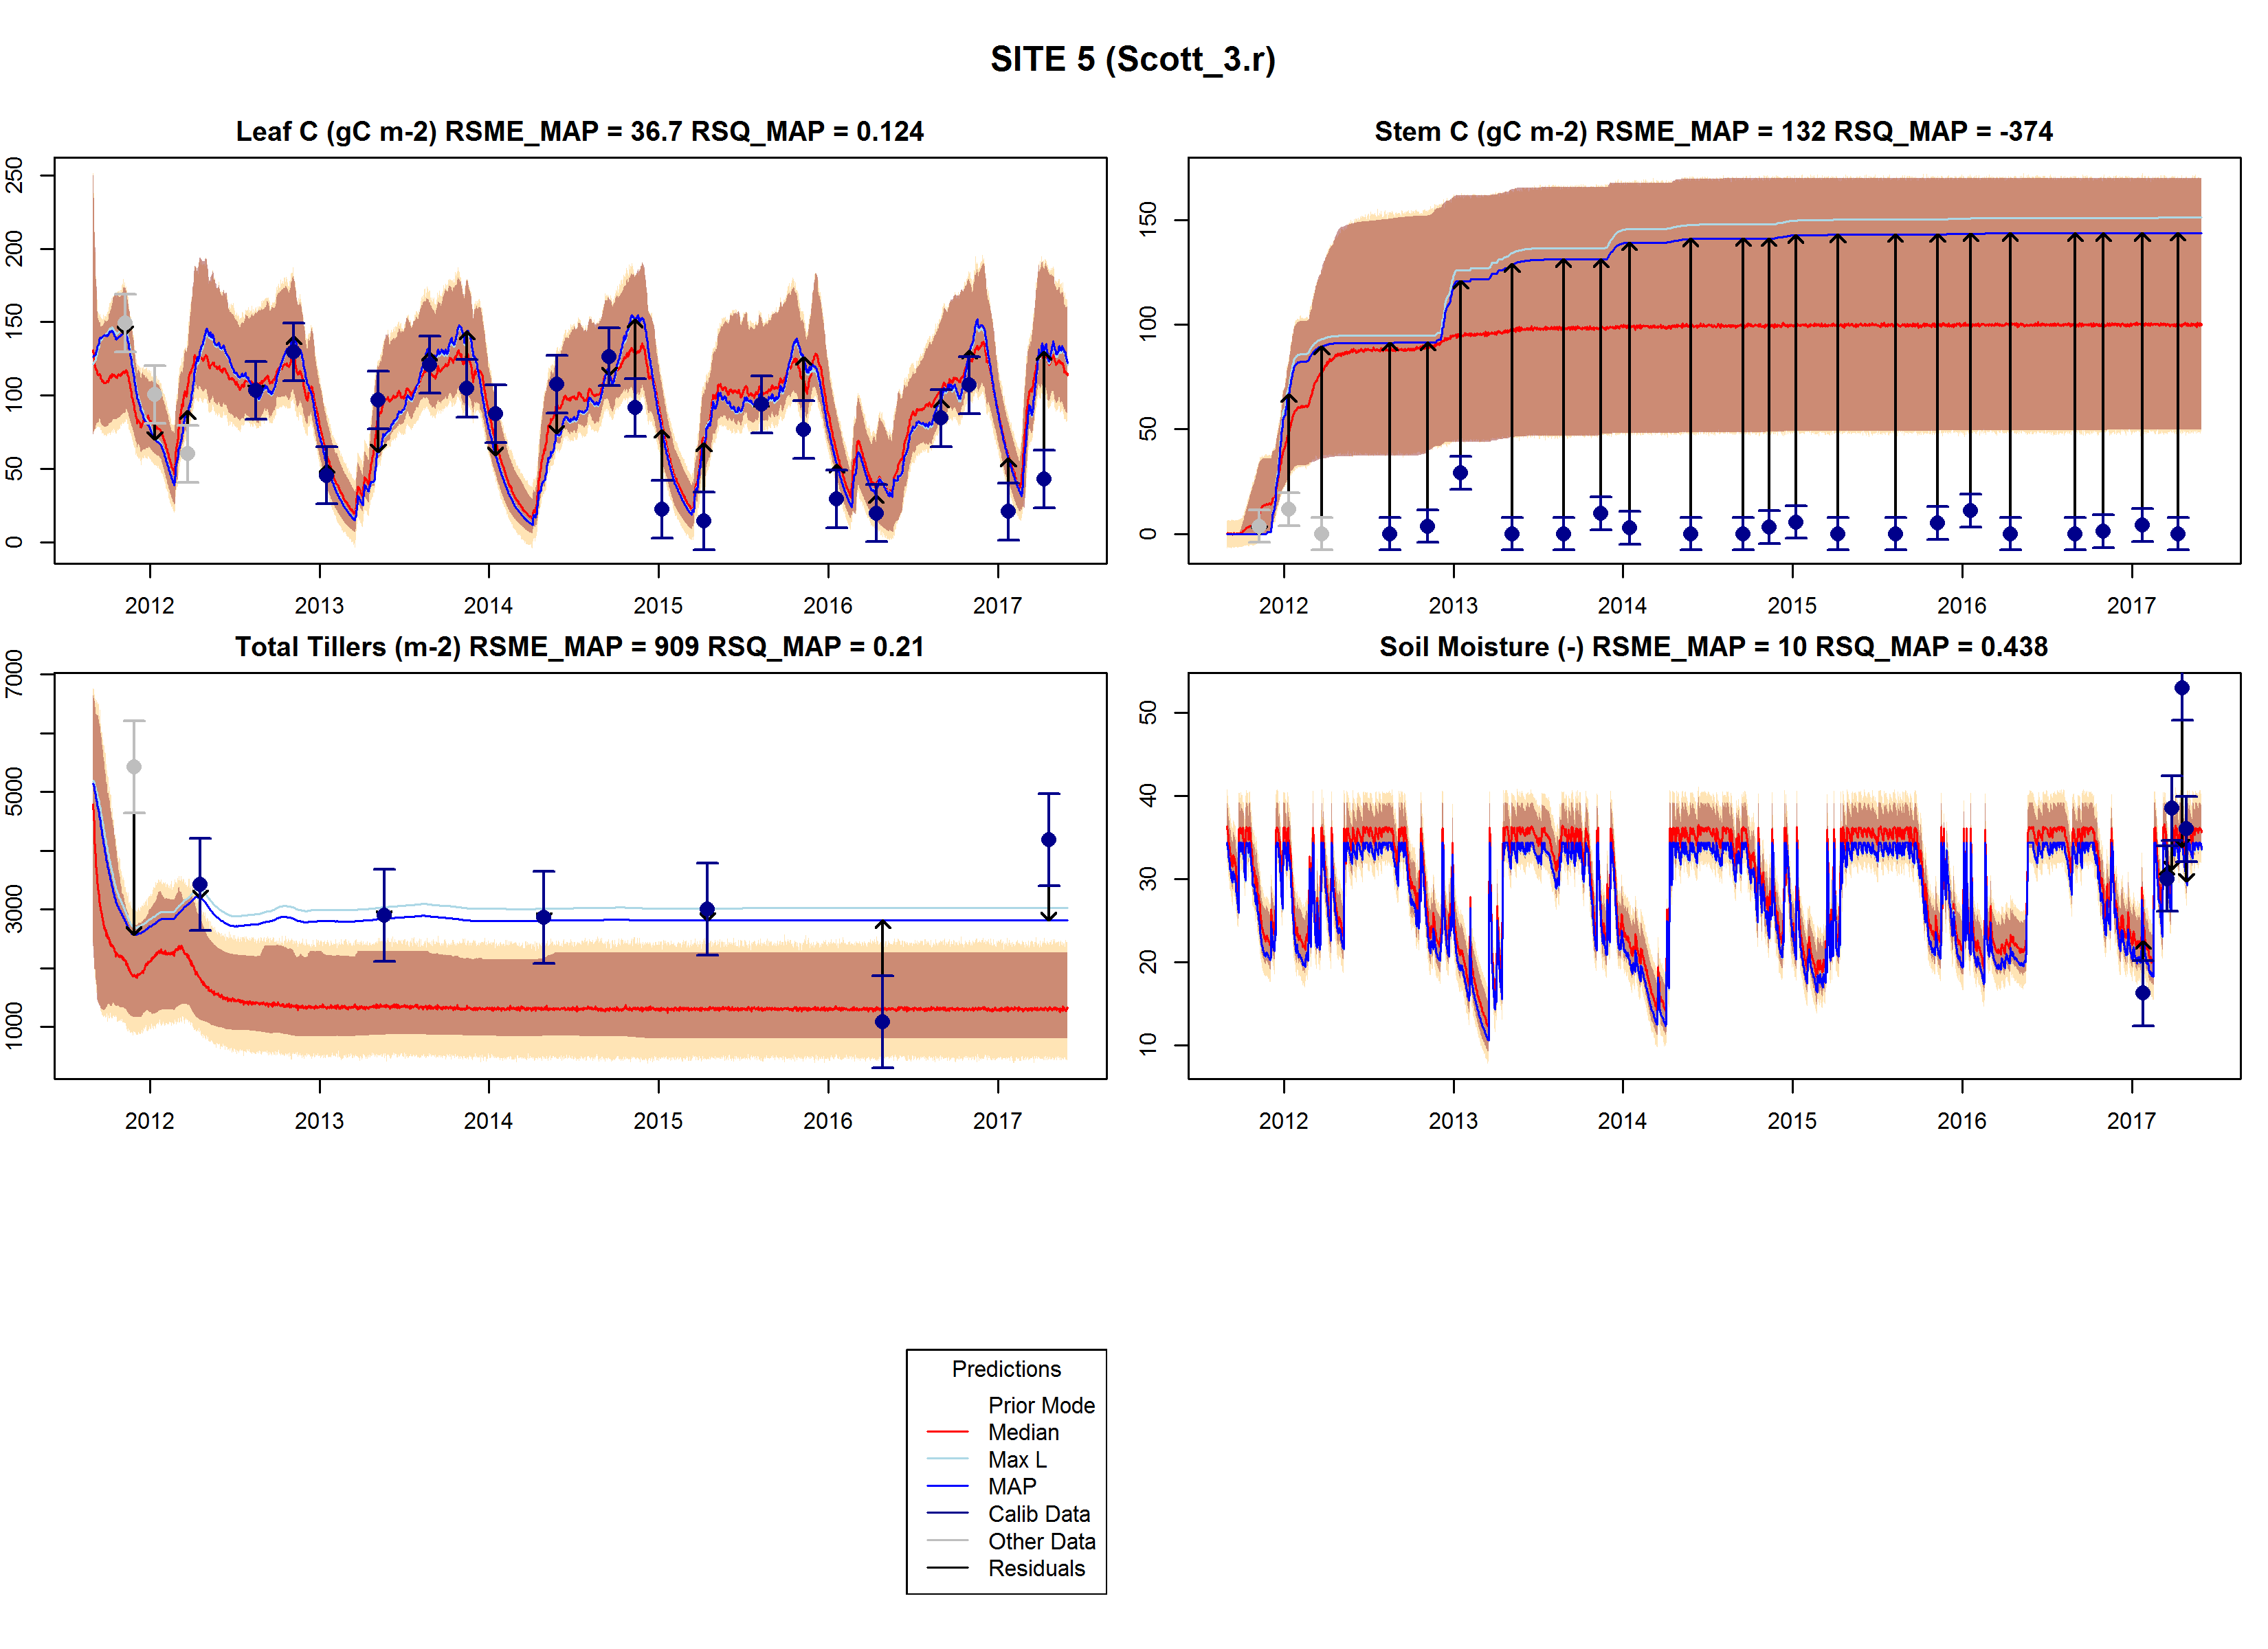 SITE 5 (Scott_3.r)
Leaf C (gC m-2) RSME_MAP = 36.7 RSQ_MAP = 0.124
250
200
150
100
50
0
2012 2013 2014 2015 2016 2017
Stem C (gC m-2) RSME_MAP = 132 RSQ_MAP = -374
150
100
50
0
2012 2013 2014 2015 2016 2017
Total Tillers (m-2) RSME_MAP = 909 RSQ_MAP = 0.21
7000
5000
3000
1000
2012 2013 2014 2015 2016 2017
Soil Moisture (-) RSME_MAP = 10 RSQ_MAP = 0.438
50
40
30
20
10
2012 2013 2014 2015 2016 2017
Predictions
Prior Mode
Median
Max L
MAP
Calib Data
Other Data
Residuals